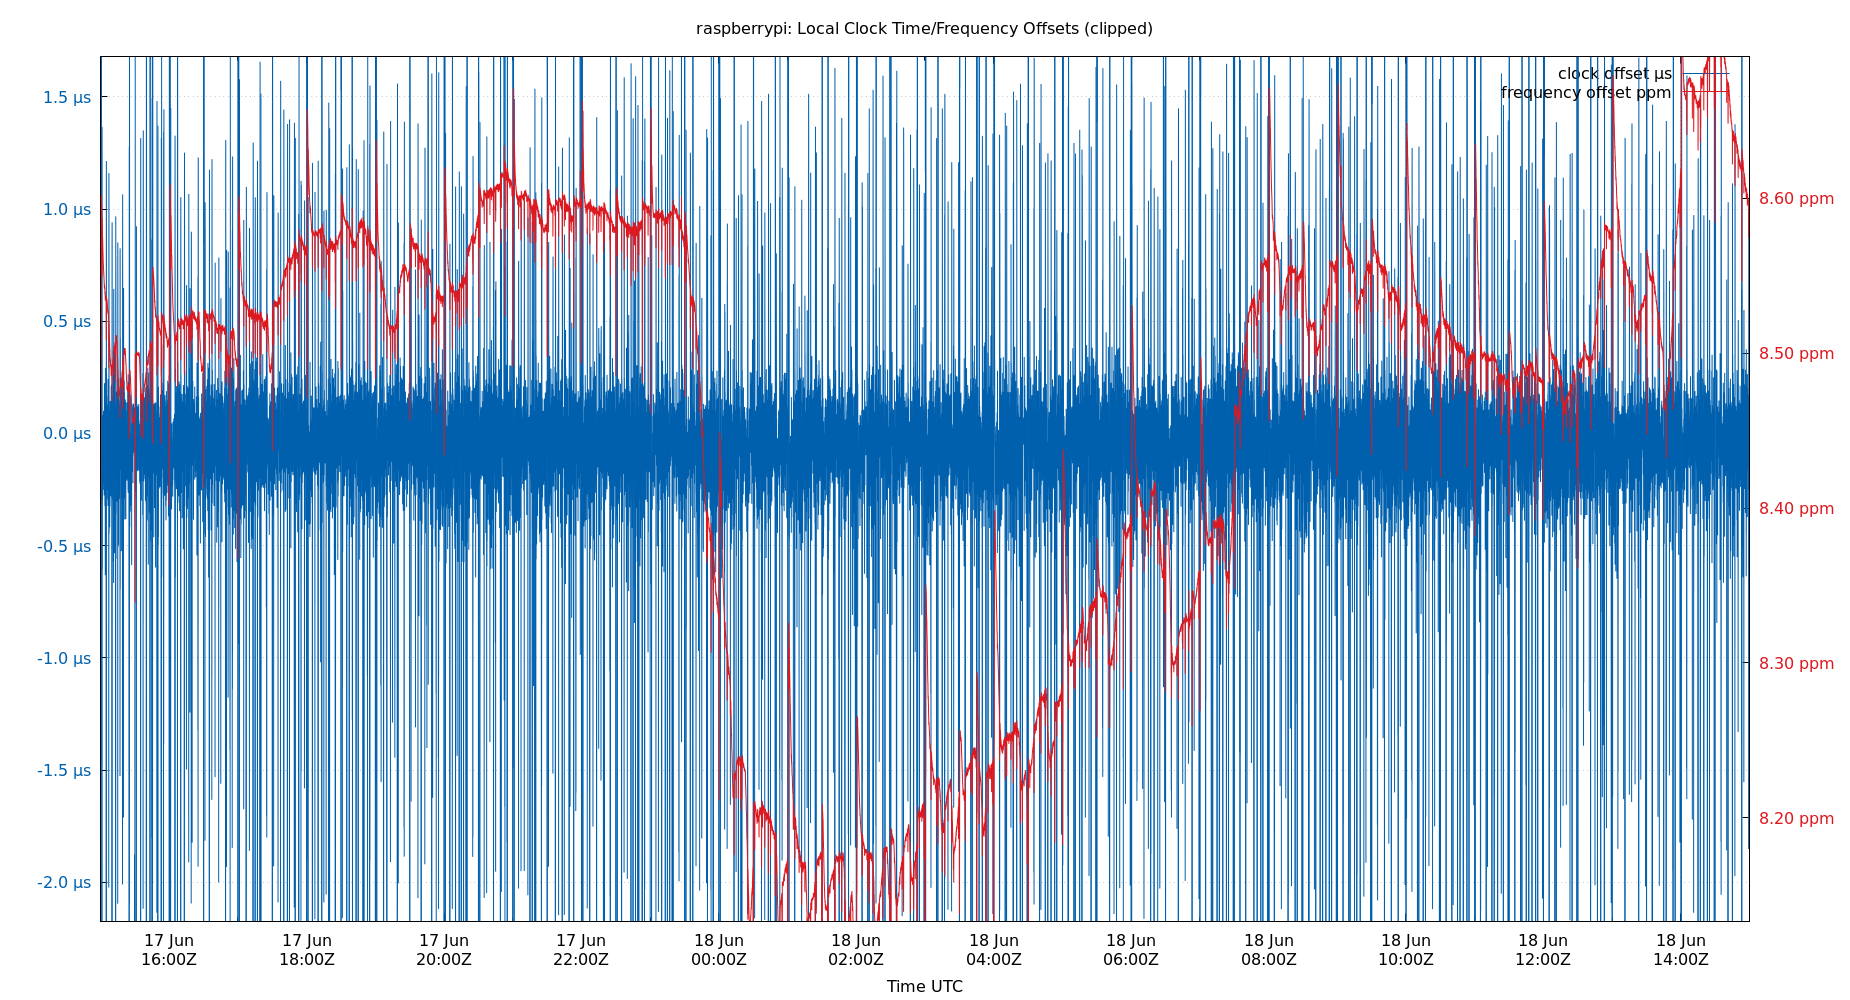 raspberrypi: Local Clock Time/Frequency Offsets (clipped)
clock offset µs
frequency offset ppm
1.5 µs
1.0 µs
0.5 µs
0.0 µs
-0.5 µs
-1.0 µs
-1.5 µs
-2.0 µs
8.60 ppm
8.50 ppm
8.40 ppm
8.30 ppm
8.20 ppm
17 Jun
16:00Z
17 Jun
18:00Z
17 Jun
20:00Z
17 Jun
22:00Z
18 Jun
00:00Z
18 Jun
02:00Z
18 Jun
04:00Z
18 Jun
06:00Z
18 Jun
08:00Z
18 Jun
10:00Z
18 Jun
12:00Z
18 Jun
14:00Z
Time UTC